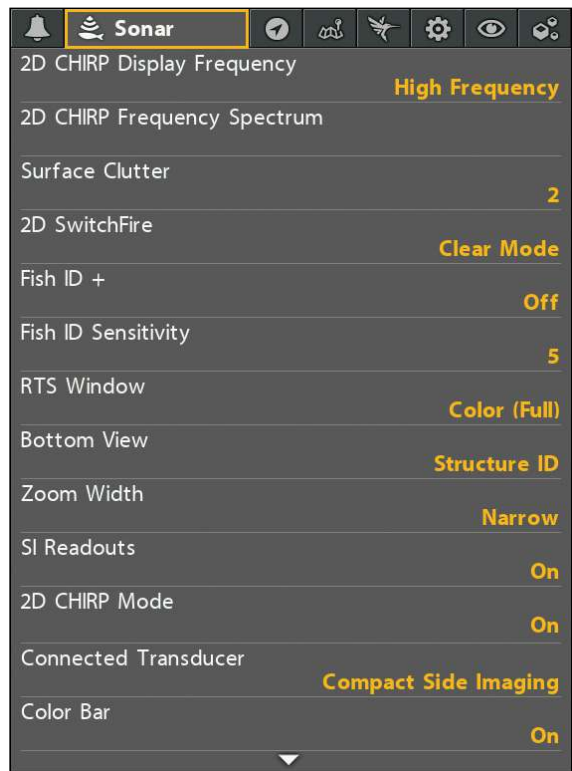 Sonar
2D CHIRP Display Frequency
High Frequency
2D CHIRP Frequency Spectrum
Surface Clutter
2
2D SwitchFire
Clear Mode
Fish ID +
Off
Fish ID Sensitivity
5
RTS Window
Color (Full)
Bottom View
Structure ID
Zoom Width
Narrow
SI Readouts
On
2D CHIRP Mode
On
Connected Transducer
Compact Side Imaging
Color Bar
On